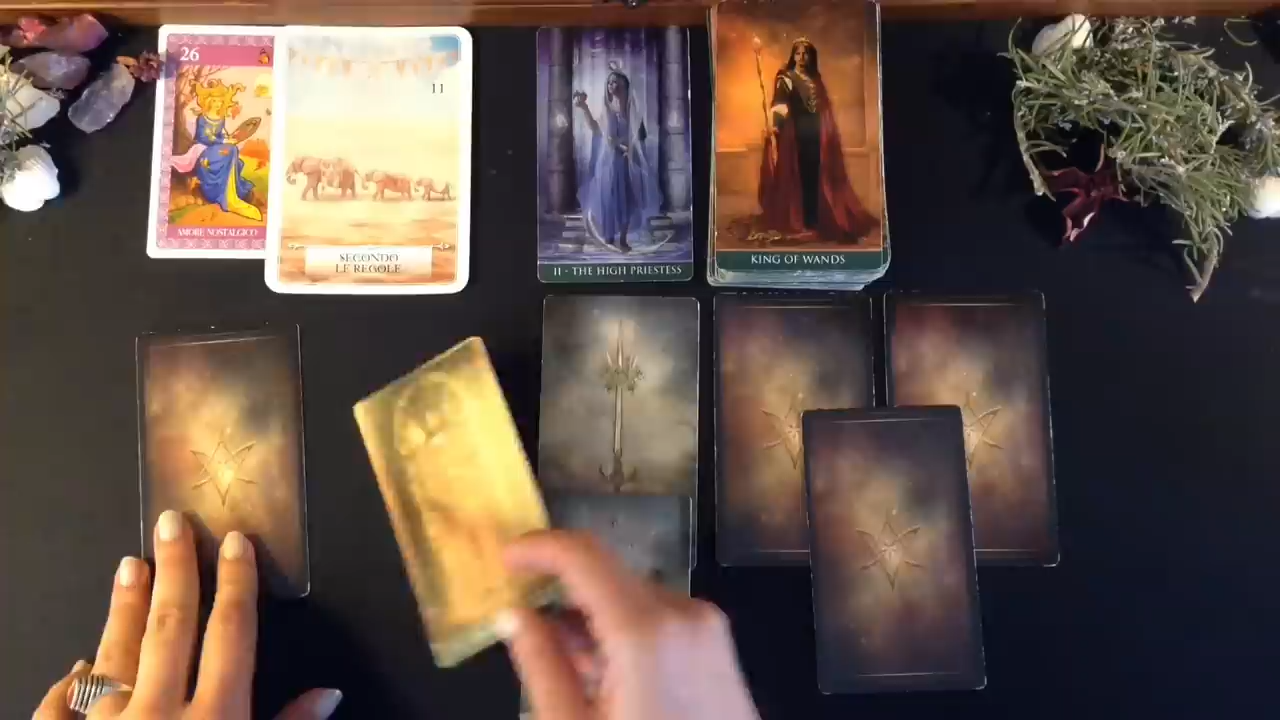 26
AMORE NOSTALGICO
11
SECONDO
LE REGOLE
II - THE HIGH PRIESTESS
KING OF WANDS